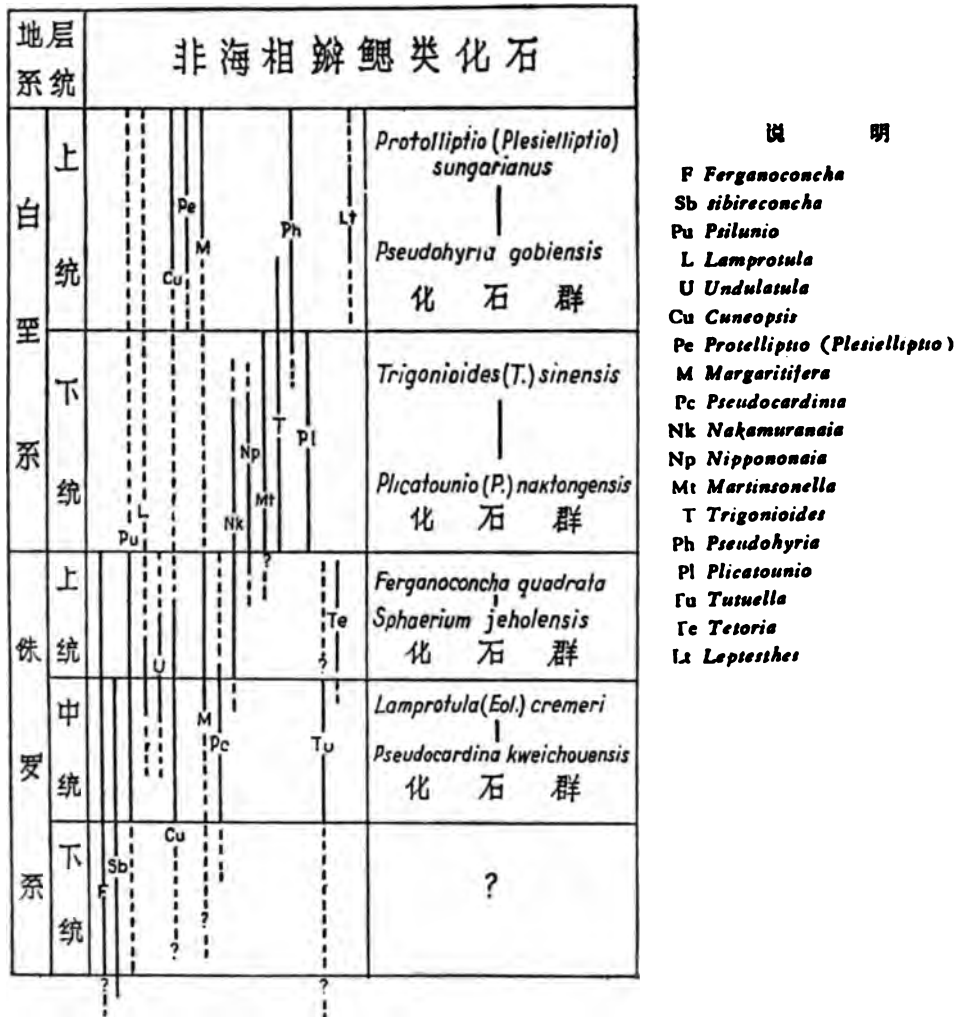 地层
系统
非海相瓣鳃类化石
白垩系
上统
下统
侏罗系
上统
中统
下统
Protolliptio (Plesielliptio)
sungarianus
Pseudohyria gobiensis
化石群
Trigonioides (T.) sinensis
Plicatounio (P.) naktongensis
化石群
Ferganoconcha quadrata
Sphaerium jeholensis
化石群
Lamprotula (Eol.) cremeri
Pseudocardina kweichouensis
化石群
?
Pe
Lt
Ph
M
Cu
T
Pl
Np
Mt
L
Nk
Pu
?
Te
U
?
M
Pc
Tu
Cu
Sb
F
?
?
?
?
说明
F Ferganoconcha
Sb sibireconcha
Pu Psilunio
L Lamprotula
U Undulatula
Cu Cuneopsis
Pe Protelliptio (Plesielliptio)
M Margaritifera
Pc Pseudocardinia
Nk Nakamuranaia
Np Nippononaia
Mt Martinsonella
T Trigonioides
Ph Pseudohyria
Pl Plicatounio
Tu Tutuella
Te Tetoria
Lt Leptesthes